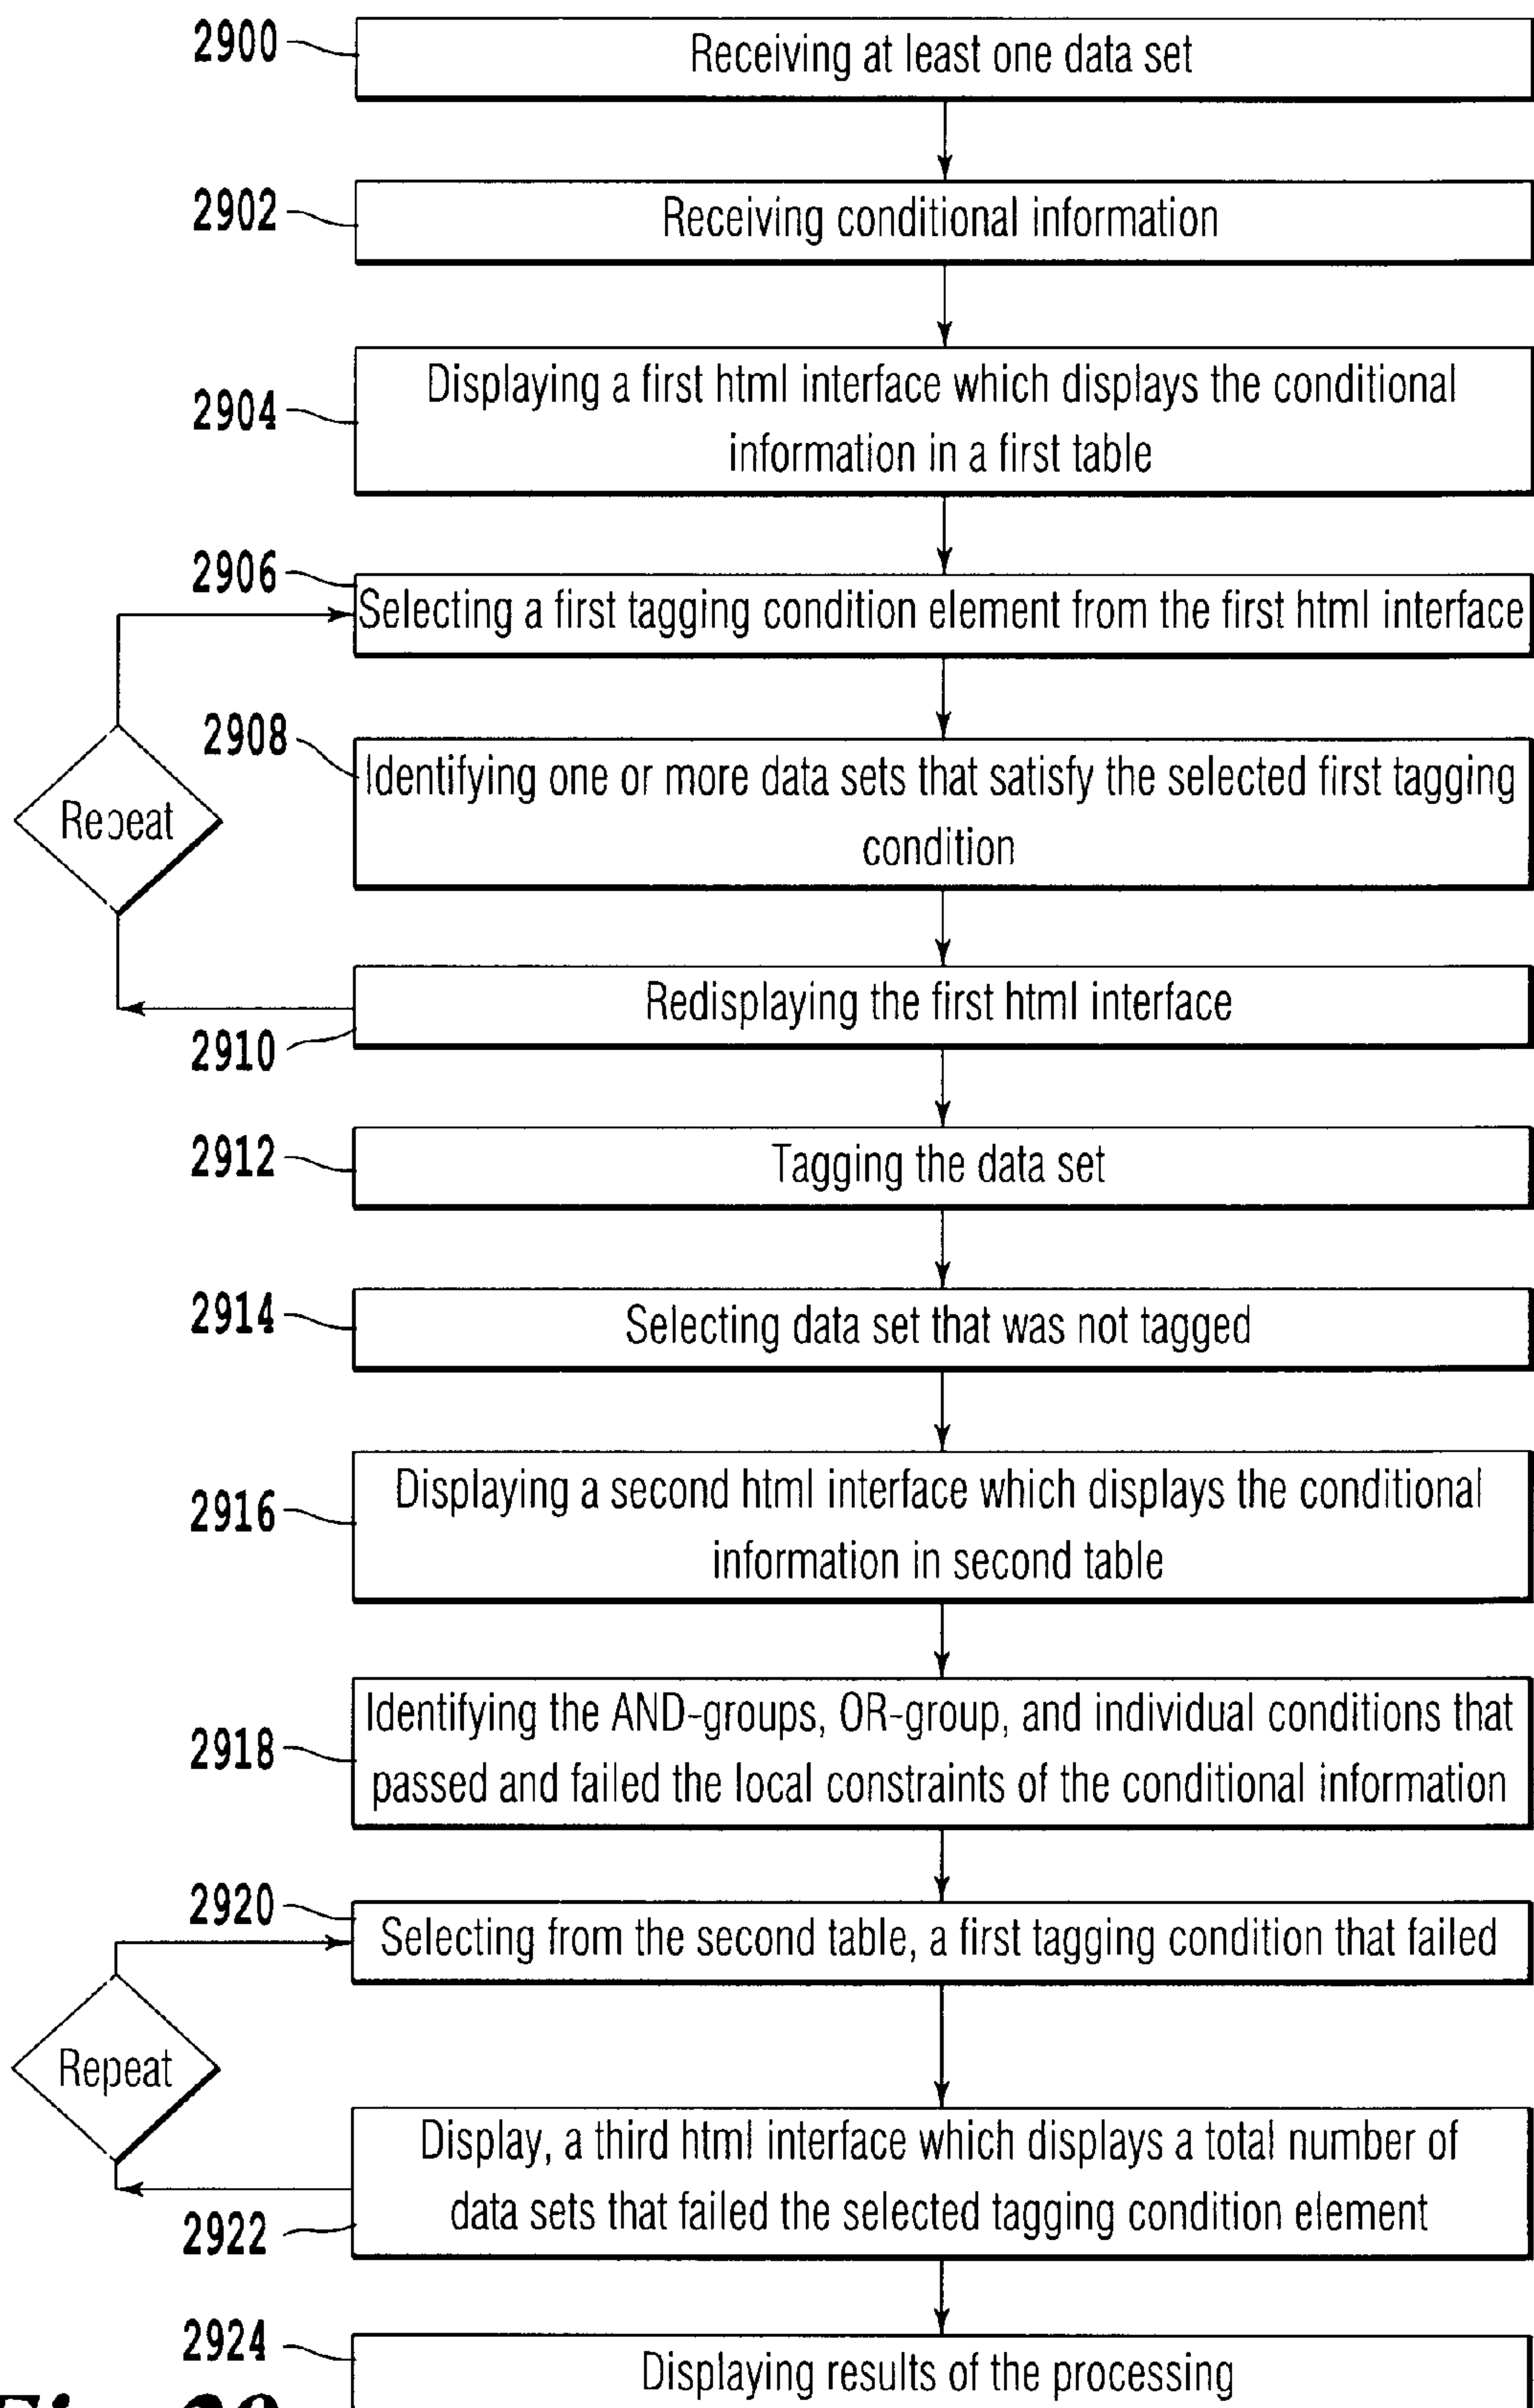 2900
Receiving at least one data set
2902
Receiving conditional information
2904
Displaying a first html interface which displays the conditional
information in a first table
2906
Selecting a first tagging condition element from the first html interface
2908
Identifying one or more data sets that satisfy the selected first tagging
condition
Repeat
Redisplaying the first html interface
2910
2912
Tagging the data set
2914
Selecting data set that was not tagged
2916
Displaying a second html interface which displays the conditional
information in second table
2918
Identifying the AND-groups, OR-group, and individual conditions that
passed and failed the local constraints of the conditional information
2920
Selecting from the second table, a first tagging condition that failed
Repeat
Display, a third html interface which displays a total number of
data sets that failed the selected tagging condition element
2922
2924
Displaying results of the processing